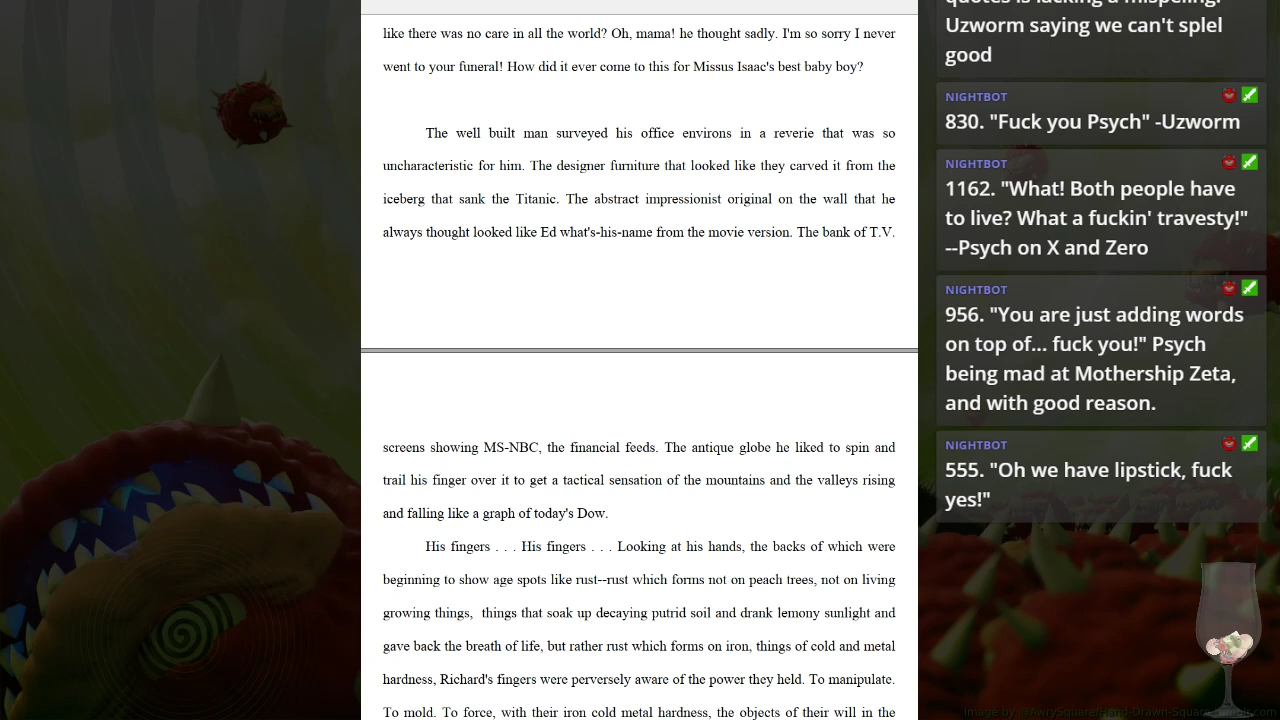 like there was no care in all the world? Oh, mama! he thought sadly. I'm so sorry I never
went to your funeral! How did it ever come to this for Missus Isaac's best baby boy?
The well built man surveyed his office environs in a reverie that was so
uncharacteristic for him. The designer furniture that looked like they carved it from the
iceberg that sank the Titanic. The abstract impressionist original on the wall that he
always thought looked like Ed what's-his-name from the movie version. The bank of T.V.
screens showing MS-NBC, the financial feeds. The antique globe he liked to spin and
trail his finger over it to get a tactical sensation of the mountains and the valleys rising
and falling like a graph of today's Dow.
His fingers . . . His fingers . . . Looking at his hands, the backs of which were
beginning to show age spots like rust--rust which forms not on peach trees, not on living
growing things,  things that soak up decaying putrid soil and drank lemony sunlight and
gave back the breath of life, but rather rust which forms on iron, things of cold and metal
hardness, Richard's fingers were perversely aware of the power they held. To manipulate.
To mold. To force, with their iron cold metal hardness, the objects of their will in the
quotes is lacking a mispeling.
Uzworm saying we can't splel
good
NIGHTBOT
830. "Fuck you Psych" -Uzworm
NIGHTBOT
1162. "What! Both people have
to live? What a fuckin' travesty!"
--Psych on X and Zero
NIGHTBOT
956. "You are just adding words
on top of... fuck you!" Psych
being mad at Mothership Zeta,
and with good reason.
NIGHTBOT
555. "Oh we have lipstick, fuck
yes!"